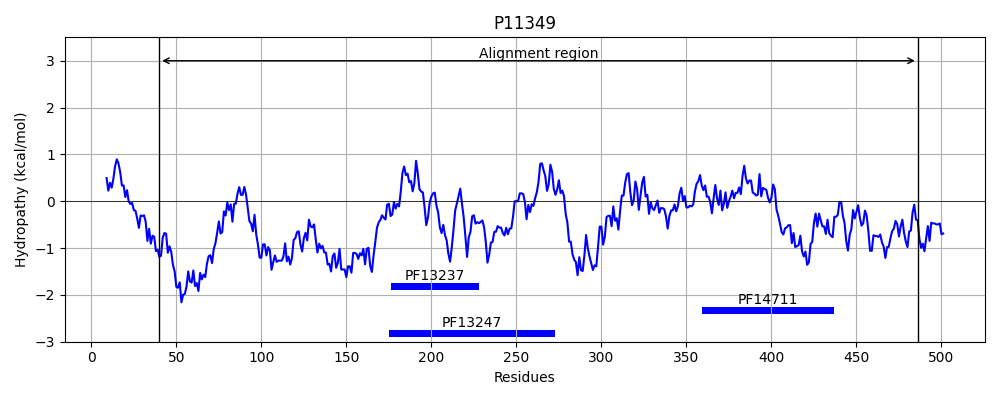 P11349
Alignment region
Hydropathy (kcal/mol)
3
2
1
0
−1
−2
−3
PF13237
PF14711
PF13247
0 50 100 150 200 250 300 350 400 450 500
Residues